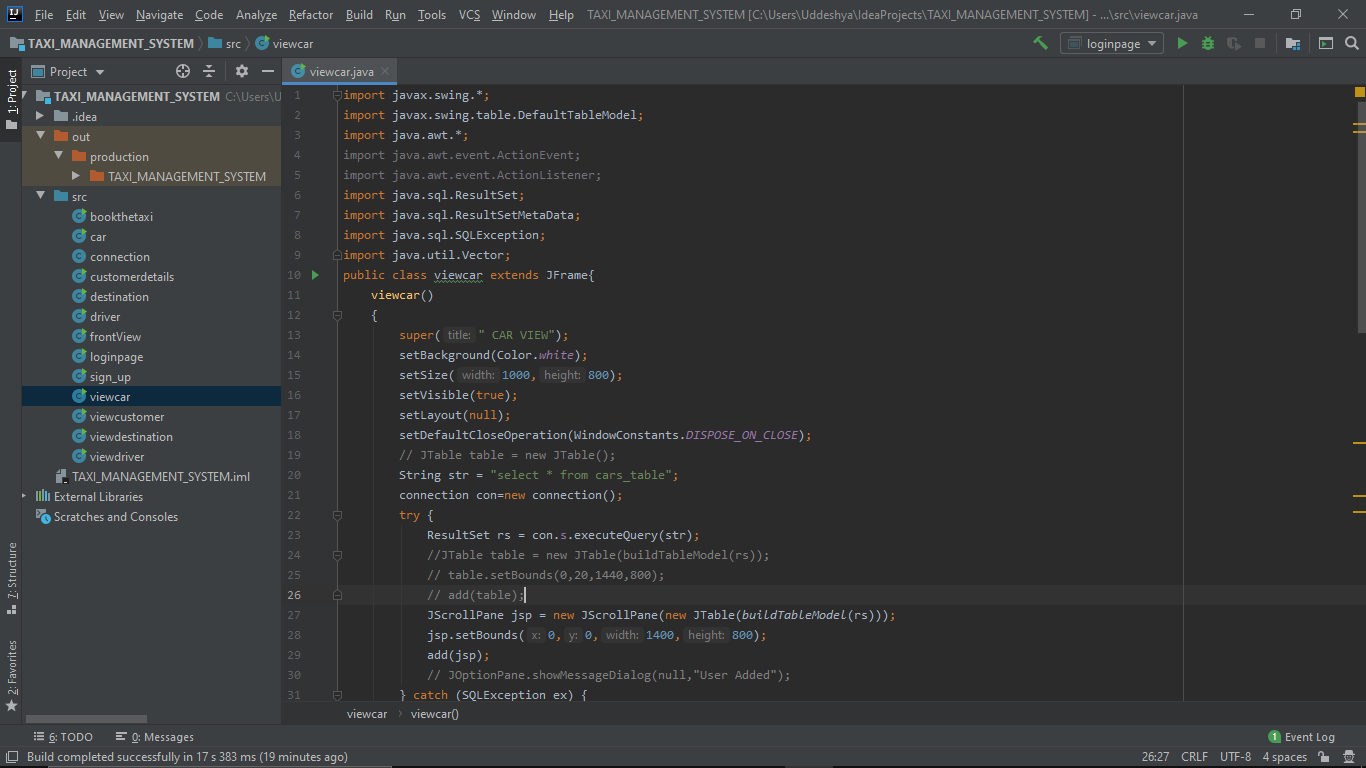 File Edit View Navigate Code Analyze Refactor Build Run Tools VCS Window Help TAXI_MANAGEMENT_SYSTEM [C:\Users\Uddeshya\IdeaProjects\TAXI_MANAGEMENT_SYSTEM] - ...\src\viewcar.java
TAXI_MANAGEMENT_SYSTEM src viewcar loginpage
1: Project
Z: Structure
2: Favorites
Project
TAXI_MANAGEMENT_SYSTEM C:\Users\U
.idea
out
production
TAXI_MANAGEMENT_SYSTEM
src
bookthetaxi
car
connection
customerdetails
destination
driver
frontView
loginpage
sign_up
viewcar
viewcustomer
viewdestination
viewdriver
TAXI_MANAGEMENT_SYSTEM.iml
External Libraries
Scratches and Consoles
viewcar.java
1 import javax.swing.*;
2 import javax.swing.table.DefaultTableModel;
3 import java.awt.*;
4 import java.awt.event.ActionEvent;
5 import java.awt.event.ActionListener;
6 import java.sql.ResultSet;
7 import java.sql.ResultSetMetaData;
8 import java.sql.SQLException;
9 import java.util.Vector;
10 public class viewcar extends JFrame{
11 viewcar()
12 {
13 super( title: " CAR VIEW");
14 setBackground(Color.white);
15 setSize( width: 1000, height: 800);
16 setVisible(true);
17 setLayout(null);
18 setDefaultCloseOperation(WindowConstants.DISPOSE_ON_CLOSE);
19 // JTable table = new JTable();
20 String str = "select * from cars_table";
21 connection con=new connection();
22 try {
23 ResultSet rs = con.s.executeQuery(str);
24 //JTable table = new JTable(buildTableModel(rs));
25 // table.setBounds(0,20,1440,800);
26 // add(table);
27 JScrollPane jsp = new JScrollPane(new JTable(buildTableModel(rs)));
28 jsp.setBounds( x: 0, y: 0, width: 1400, height: 800);
29 add(jsp);
30 // JOptionPane.showMessageDialog(null,"User Added");
31 } catch (SQLException ex) {
viewcar viewcar()
6: TODO 0: Messages 1 Event Log
Build completed successfully in 17 s 383 ms (19 minutes ago) 26:27 CRLF UTF-8 4 spaces